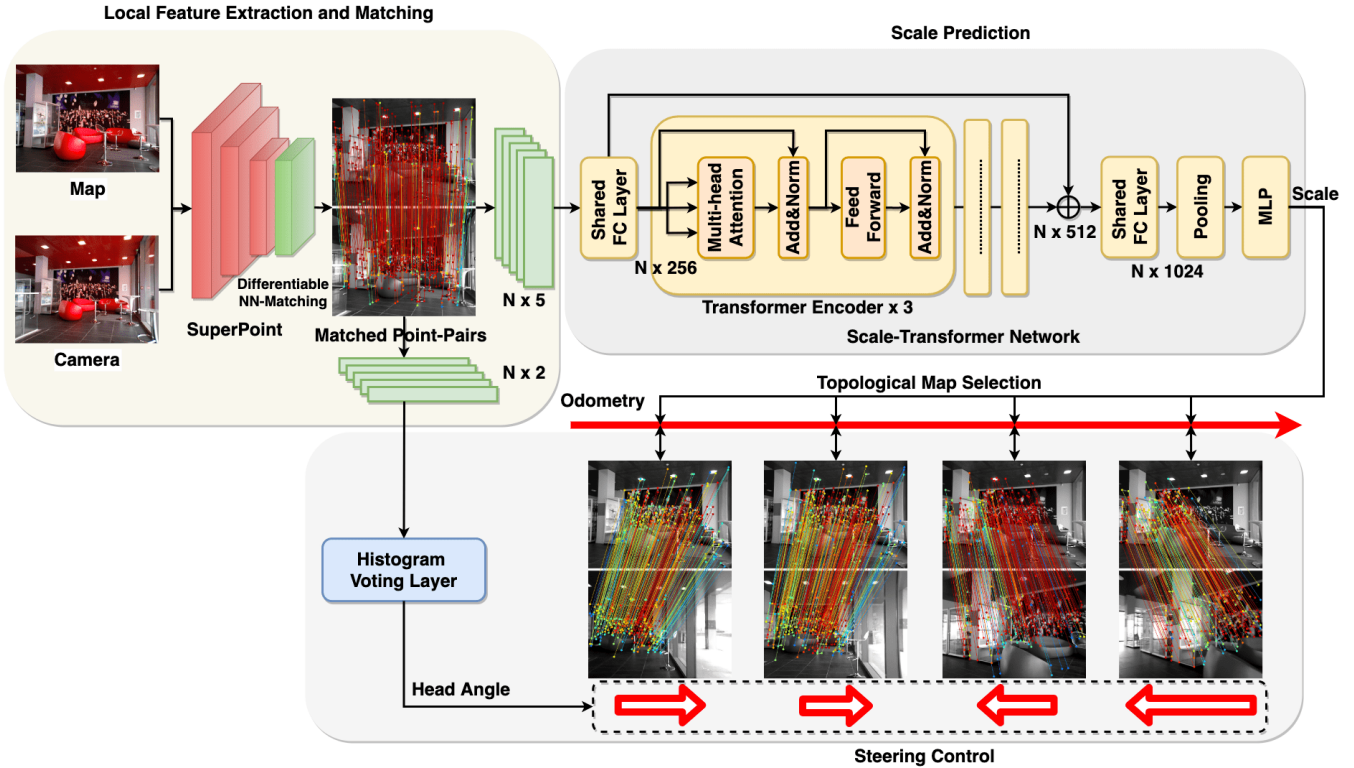 Local Feature Extraction and Matching
Scale Prediction
Map
Camera
Differentiable
NN-Matching
SuperPoint
Matched Point-Pairs
N x 5
N x 2
Shared
FC Layer
N x 256
Multi-head
Attention
Add&Norm
Feed
Forward
Add&Norm
Transformer Encoder x 3
N x 512
Shared
FC Layer
N x 1024
Pooling
MLP
Scale
Scale-Transformer Network
Topological Map Selection
Odometry
Histogram
Voting Layer
Head Angle
Steering Control